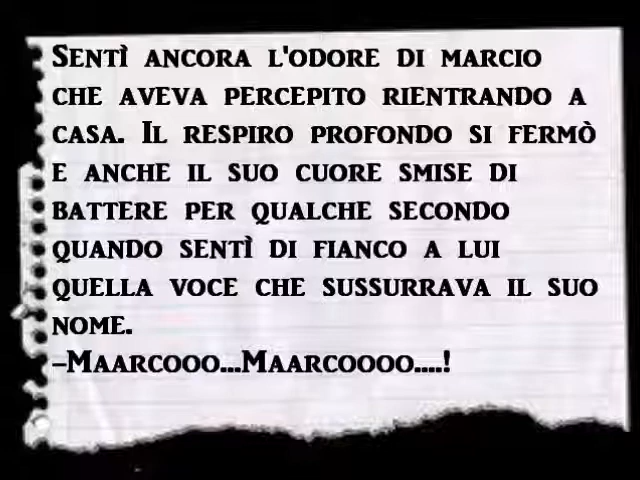 Sentì ancora l'odore di marcio
che aveva percepito rientrando a
casa. Il respiro profondo si fermò
e anche il suo cuore smise di
battere per qualche secondo
quando sentì di fianco a lui
quella voce che sussurrava il suo
nome.
-Maarcooo...Maarcoooo....!